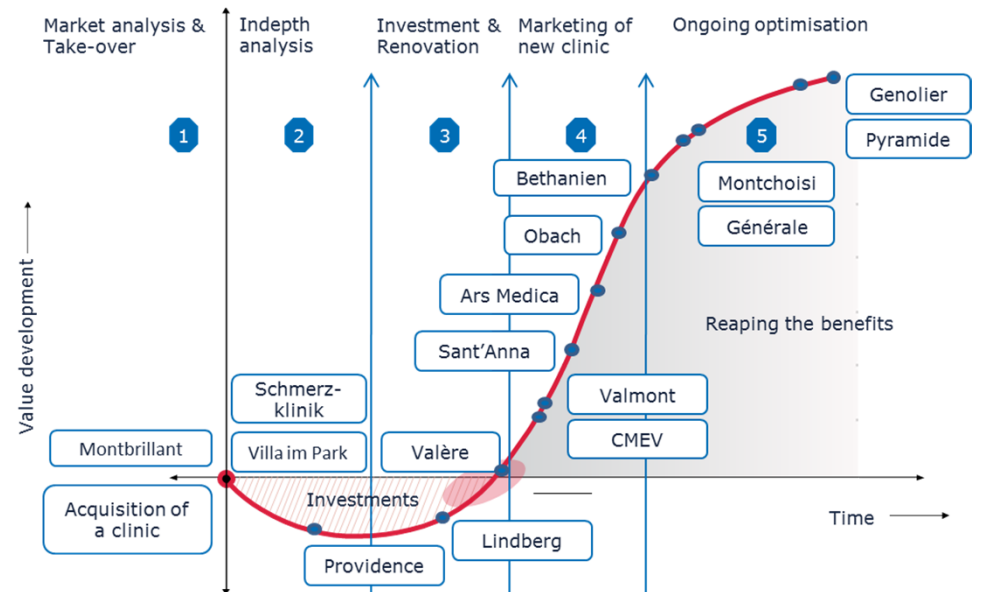 Market analysis &
Take-over
Indepth
analysis
Investment &
Renovation
Marketing of
new clinic
Ongoing optimisation
1
2
3
4
5
Genolier
Pyramide
Bethanien
Montchoisi
Obach
Générale
Ars Medica
Reaping the benefits
Sant’Anna
Value development
Schmerz-
klinik
Valmont
Montbrillant
Villa im Park
Valère
CMEV
Acquisition of
a clinic
Investments
Time
Lindberg
Providence